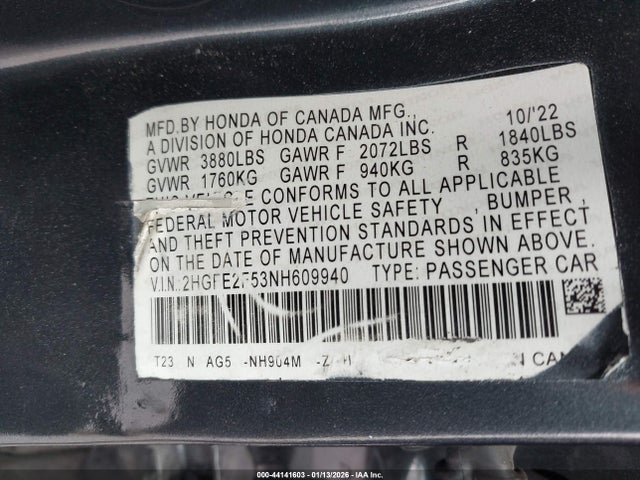 MFD.BY HONDA OF CANADA MFG., 10/'22
A DIVISION OF HONDA CANADA INC.
GVWR 3880LBS GAWR F 2072LBS R 1840LBS
GVWR 1760KG GAWR F 940KG R 835KG
THIS VEHICLE CONFORMS TO ALL APPLICABLE
FEDERAL MOTOR VEHICLE SAFETY , BUMPER ,
AND THEFT PREVENTION STANDARDS IN EFFECT
ON THE DATE OF MANUFACTURE SHOWN ABOVE.
V.I.N:2HGFE2F53NH609940 TYPE: PASSENGER CAR
T23 N AG5 -NH904M
000-44141603 | 01/13/2026 | IAA Inc.